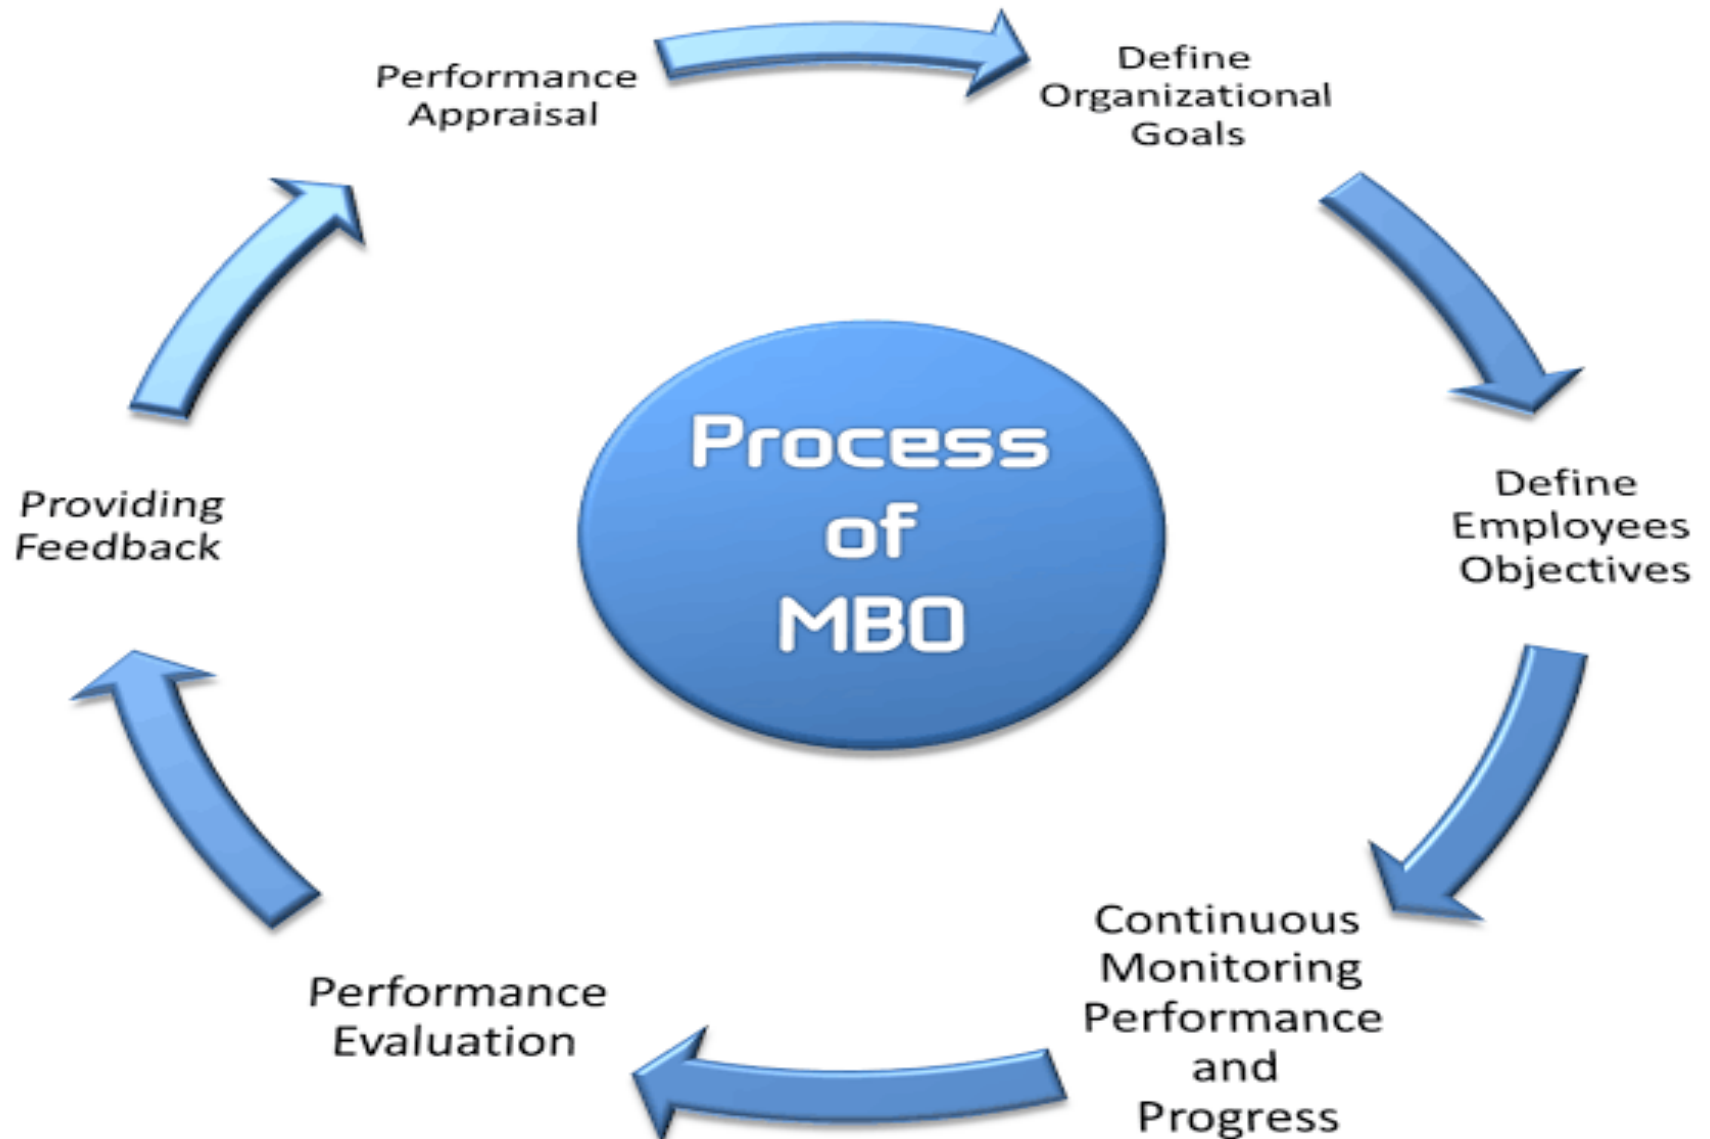 Performance
Appraisal
Define
Organizational
Goals
Define
Employees
Objectives
Continuous
Monitoring
Performance
and
Progress
Performance
Evaluation
Providing
Feedback
Process
of
MBO